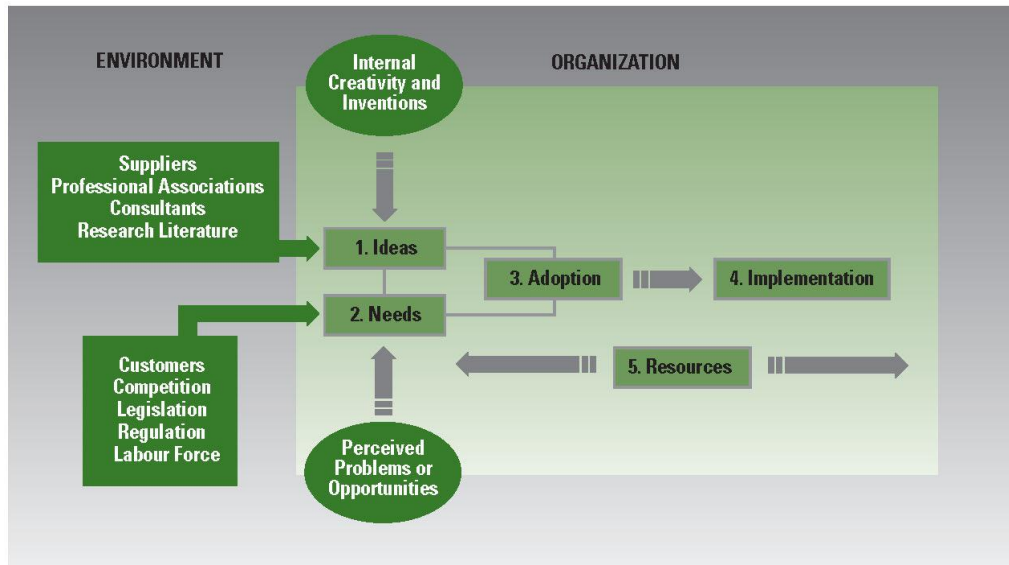 ENVIRONMENT
Internal
Creativity and
Inventions
ORGANIZATION
Suppliers
Professional Associations
Consultants
Research Literature
1. Ideas
3. Adoption
4. Implementation
2. Needs
Customers
Competition
Legislation
Regulation
Labour Force
5. Resources
Perceived
Problems or
Opportunities